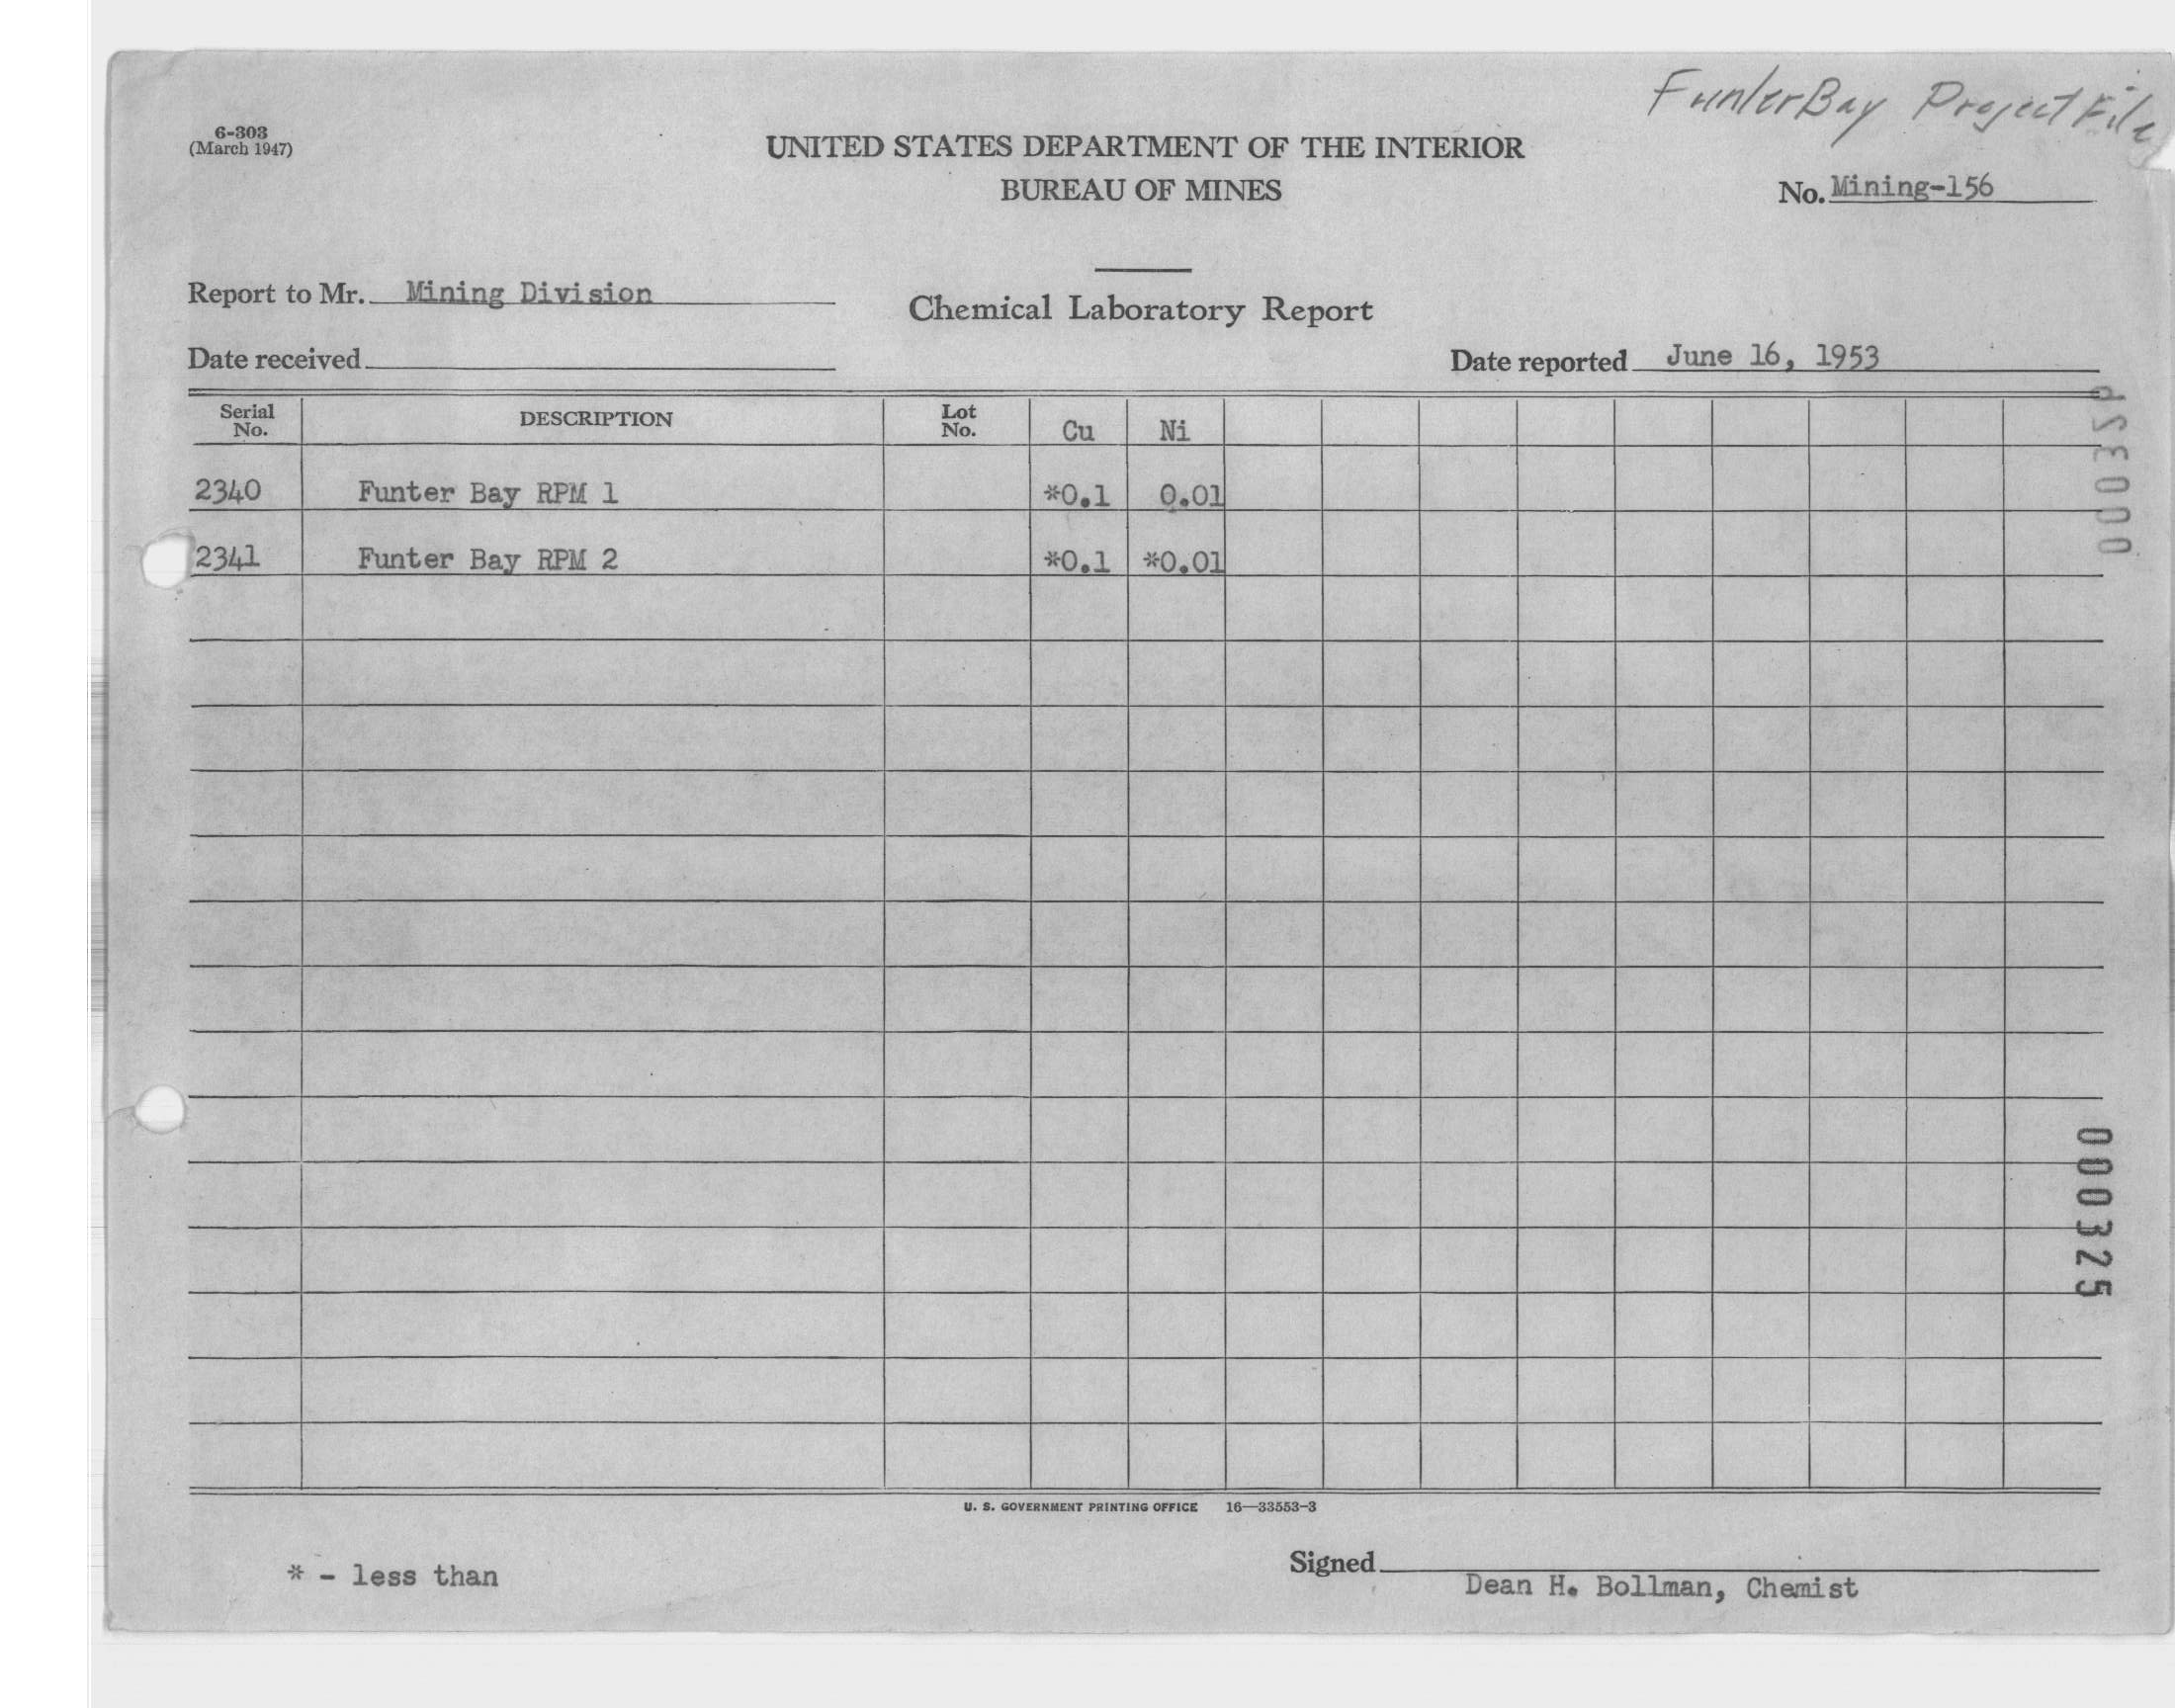 Funter Bay Project File
6-303
(March 1947)
UNITED STATES DEPARTMENT OF THE INTERIOR
BUREAU OF MINES
No. Mining-156
Report to Mr. Mining Division
Chemical Laboratory Report
Date received
Date reported June 16, 1953
Serial No. DESCRIPTION Lot No. Cu Ni
2340 Funter Bay RPM 1 *0.1 0.01
2341 Funter Bay RPM 2 *0.1 *0.01
000325
U. S. GOVERNMENT PRINTING OFFICE 16—33553-3
* - less than
Signed
Dean H. Bollman, Chemist